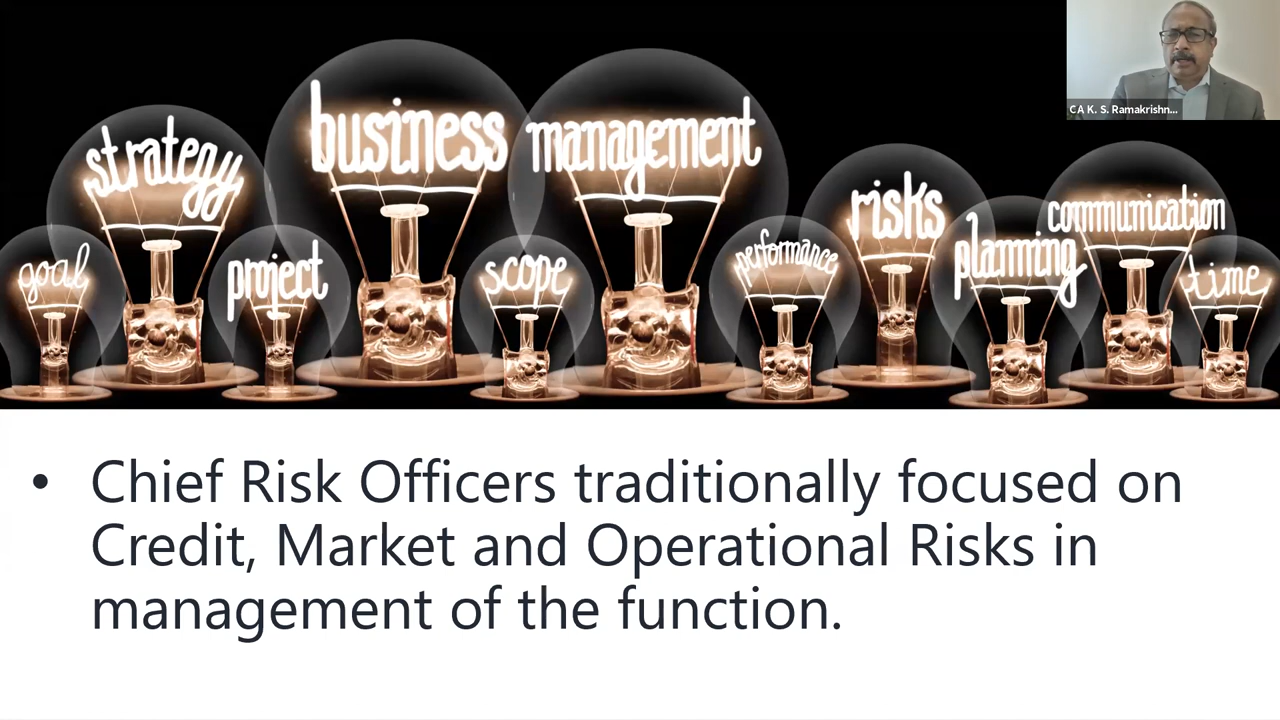 CA K. S. Ramakrishn...
business
management
strategy
risks
communication
goal
project
scope
performance
planning
time
• Chief Risk Officers traditionally focused on
Credit, Market and Operational Risks in
management of the function.